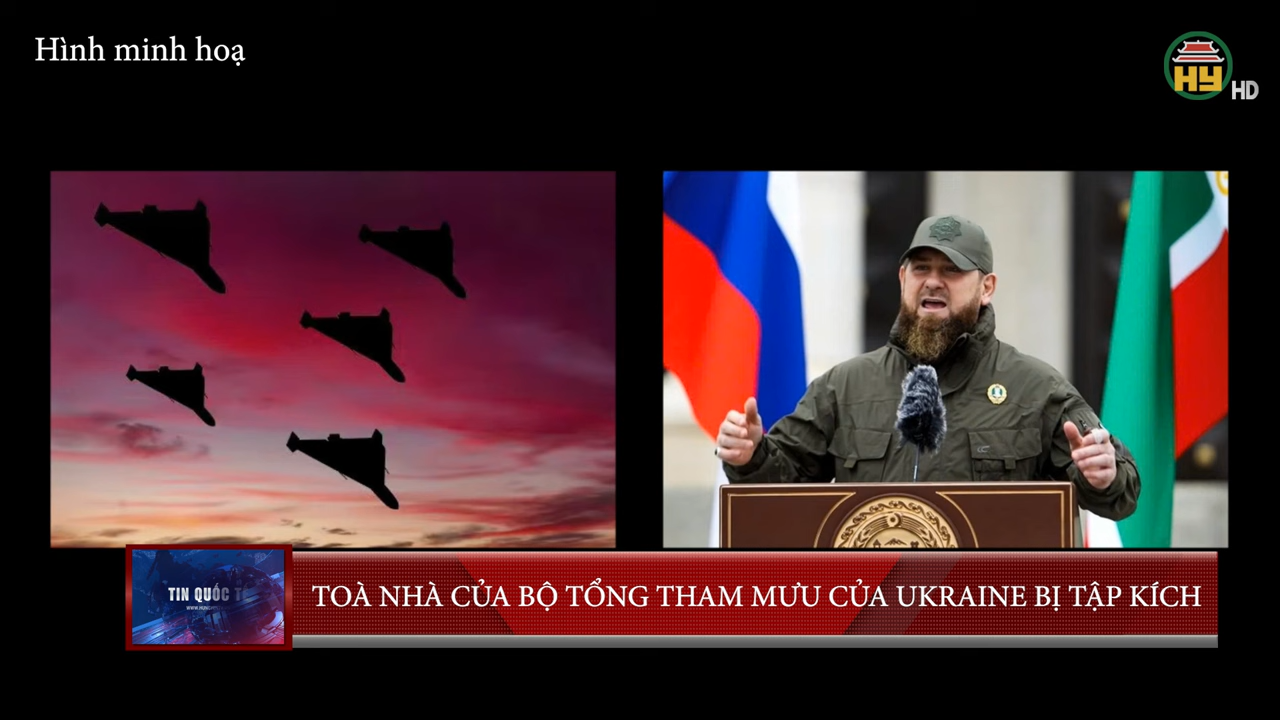 Hình minh hoạ
HY
HD
TIN QUỐC T
TOÀ NHÀ CỦA BỘ TỔNG THAM MƯU CỦA UKRAINE BỊ TẬP KÍCH